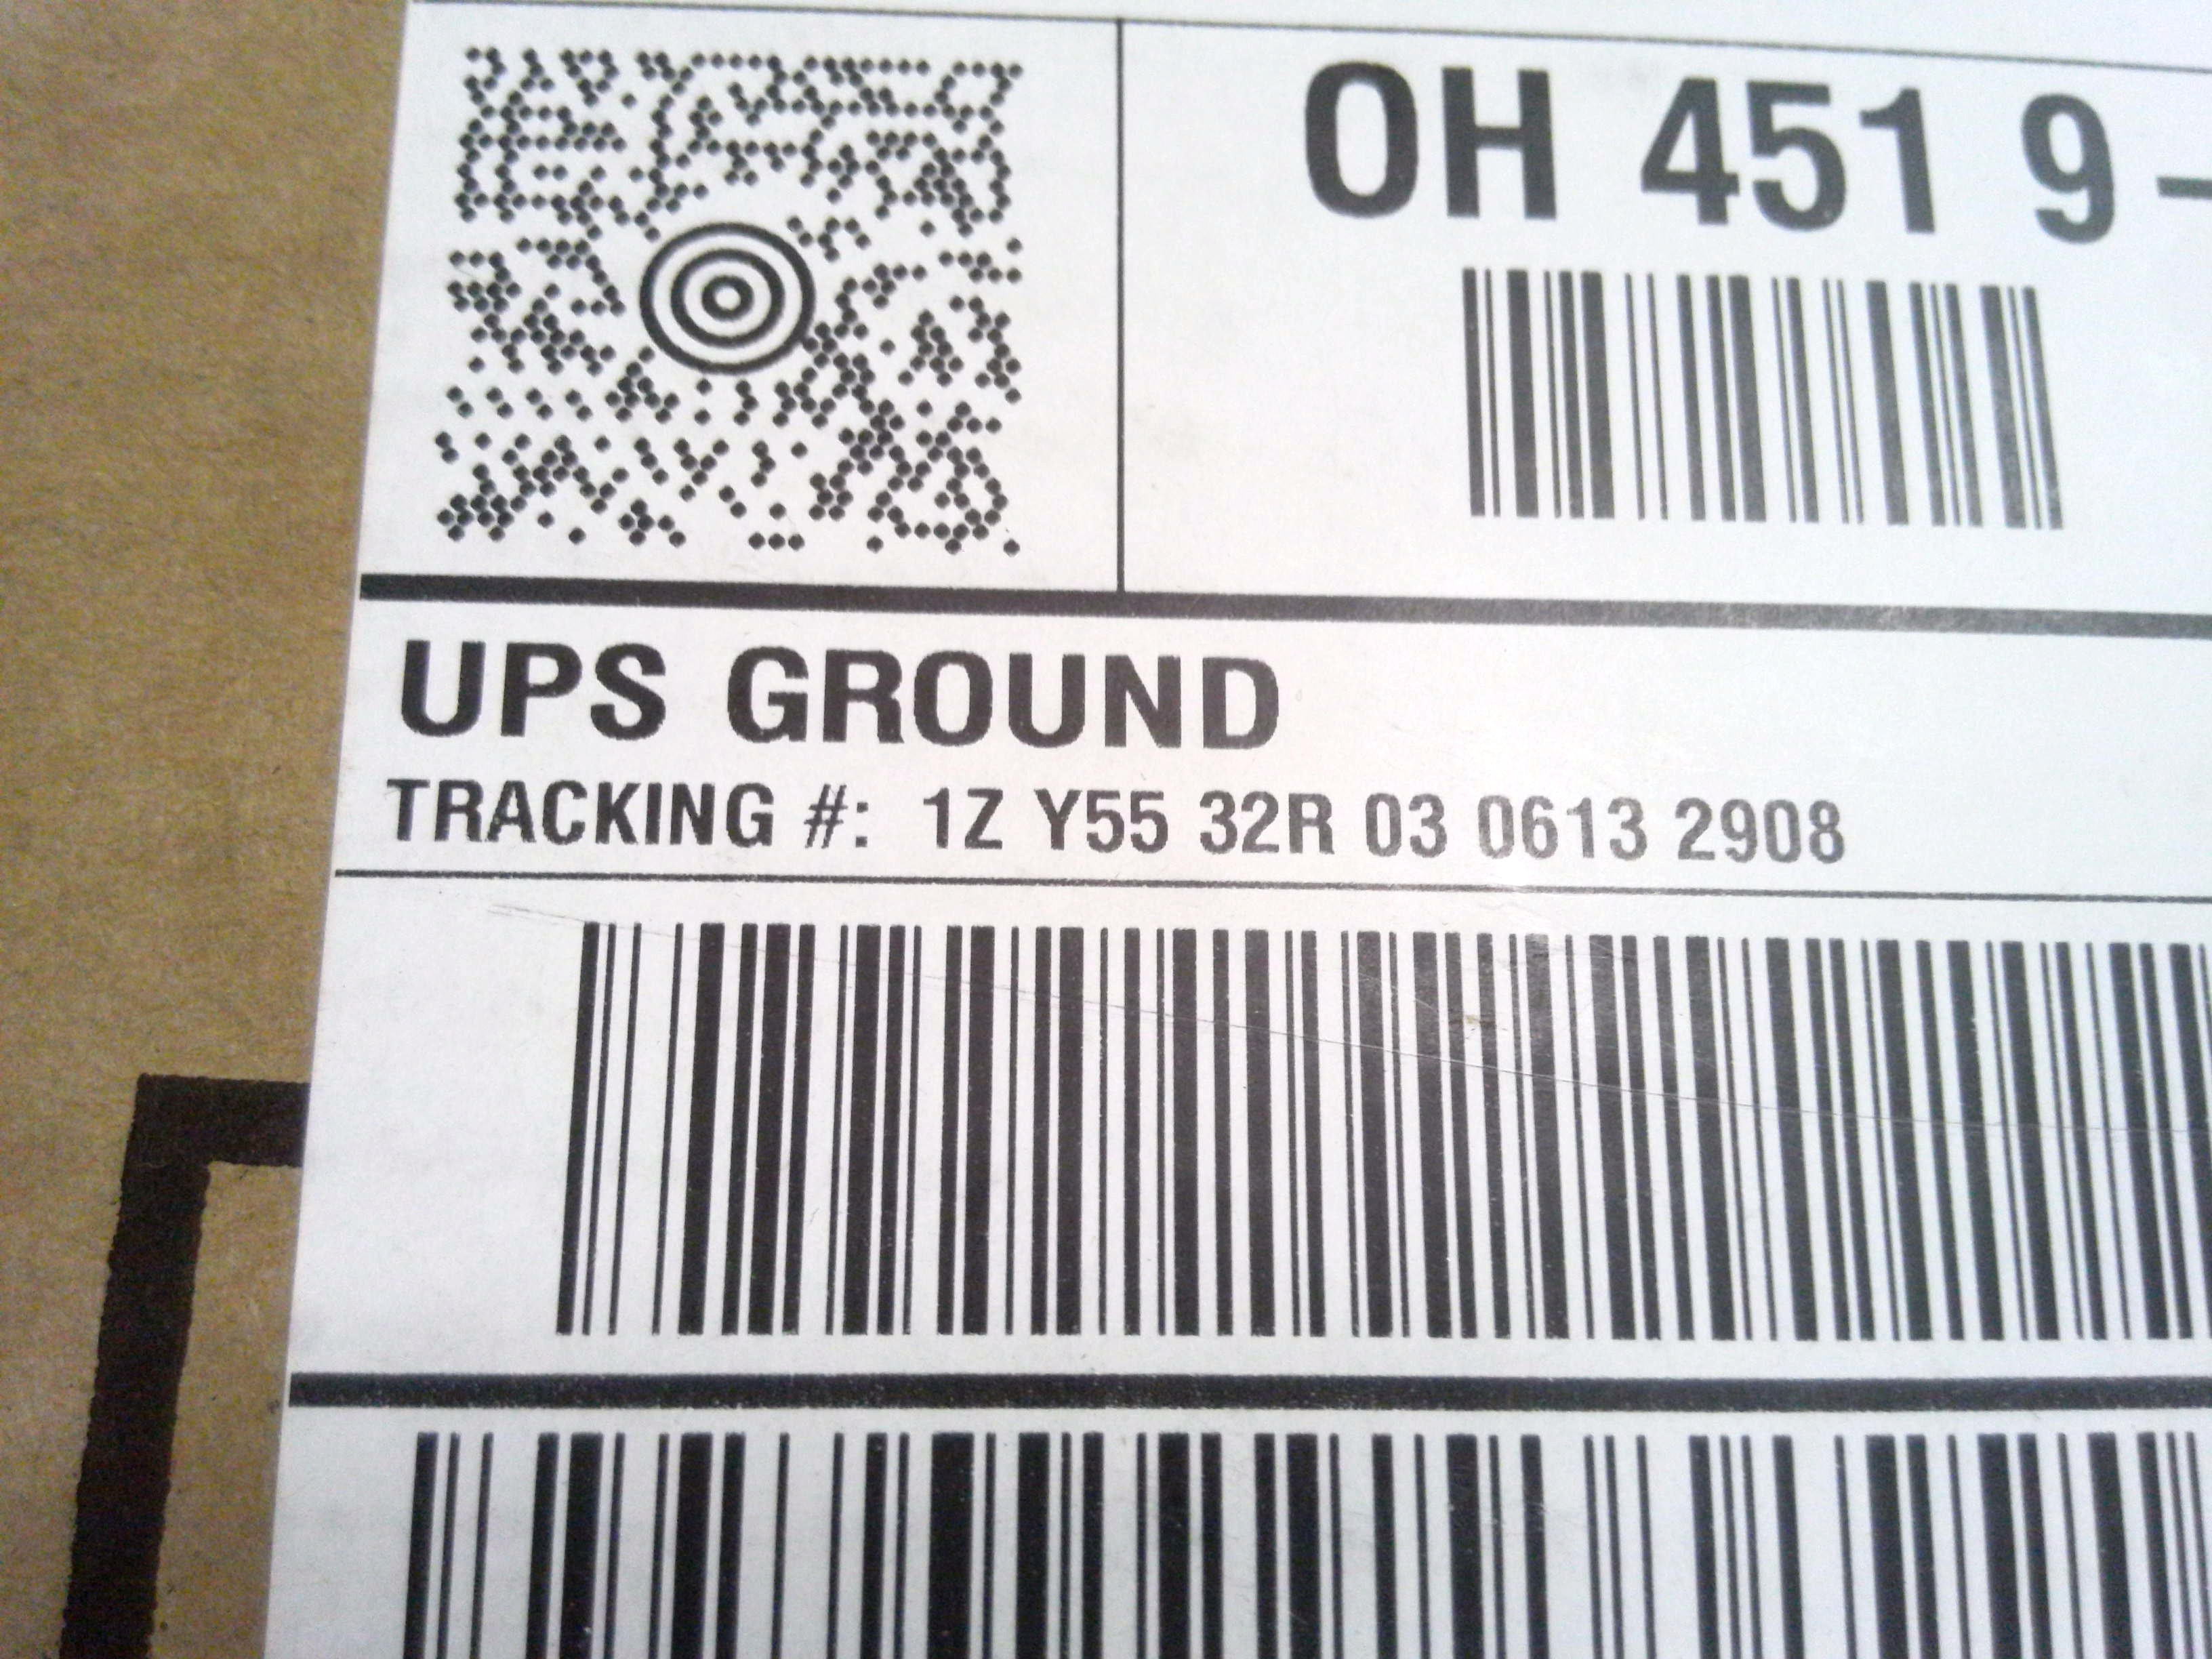 OH 451 9-
UPS GROUND
TRACKING #: 1Z Y55 32R 03 0613 2908